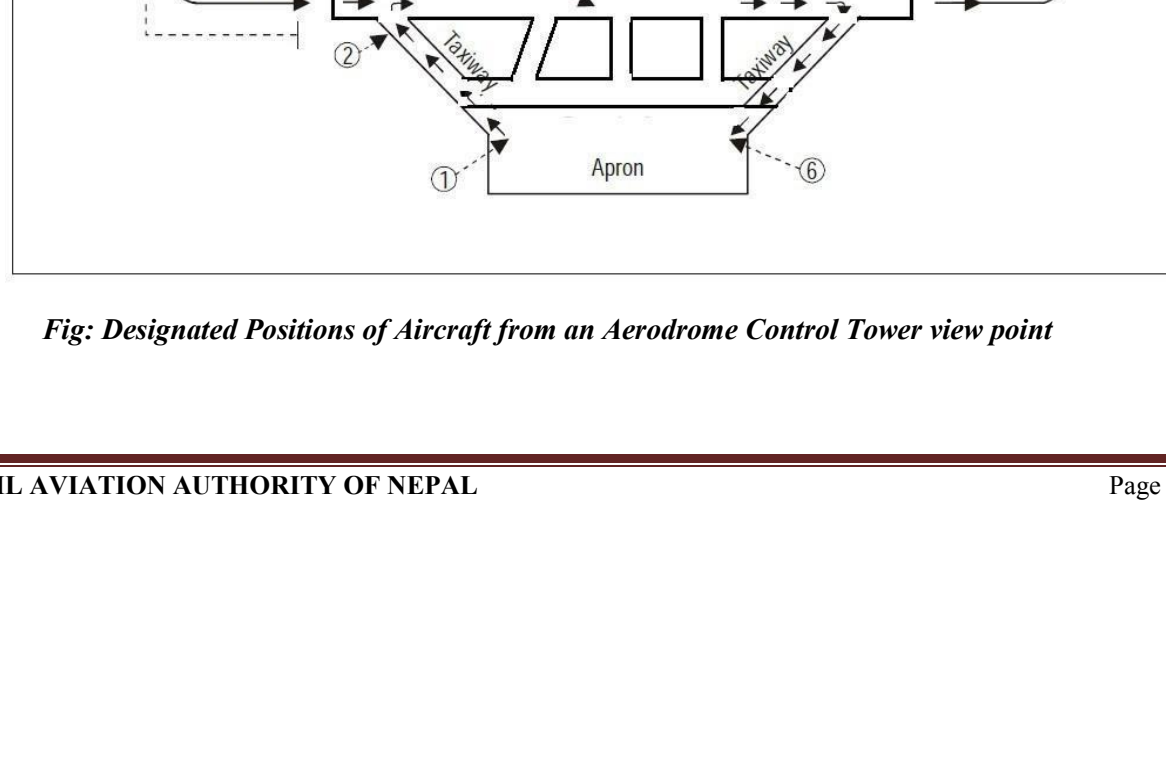 Taxiway Taxiway
②
Apron
① ⑥
Fig: Designated Positions of Aircraft from an Aerodrome Control Tower view point
IL AVIATION AUTHORITY OF NEPAL Page